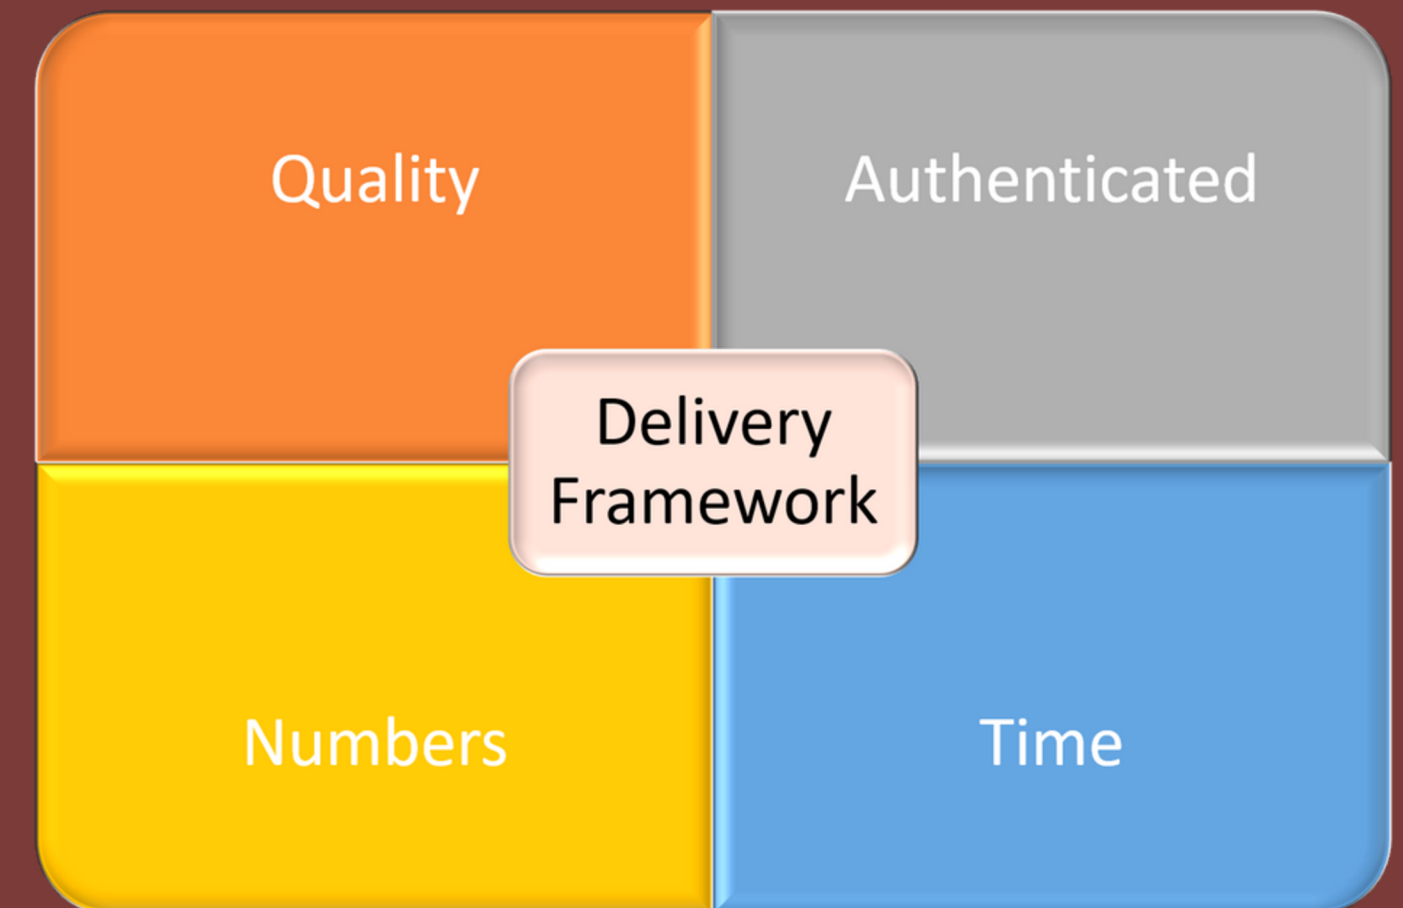 Quality
Authenticated
Delivery
Framework
Numbers
Time